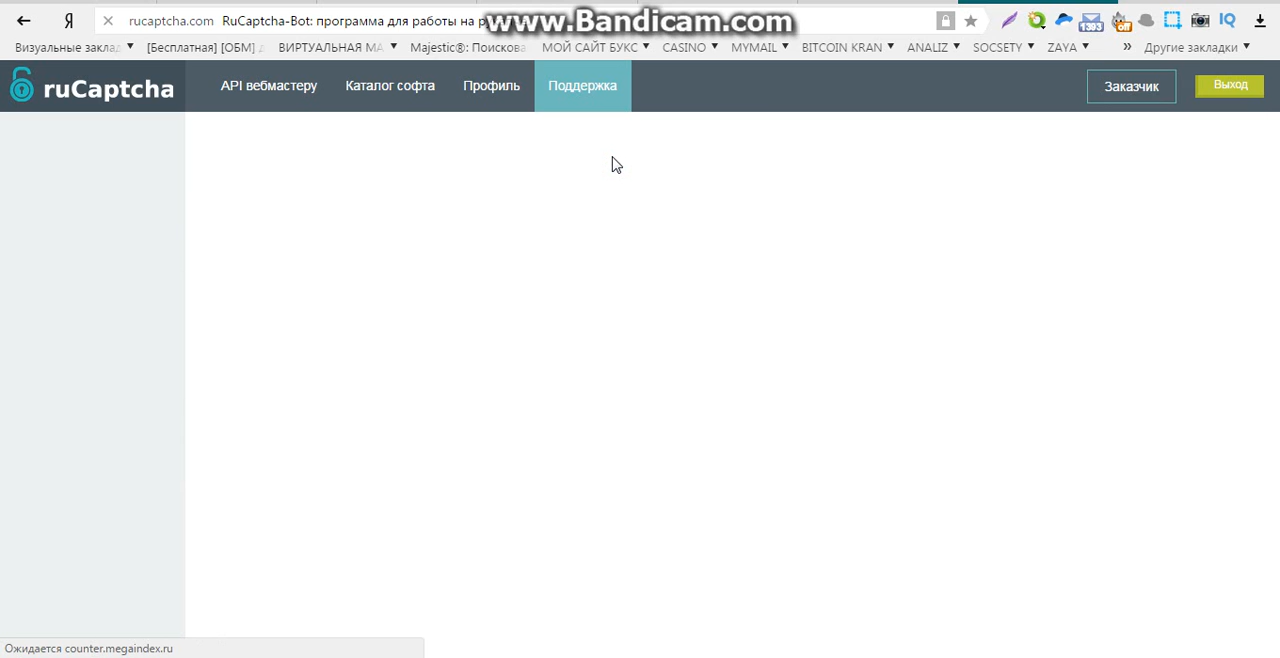 www.Bandicam.com
Я rucaptcha.com RuCaptcha-Bot: программа для работы на IQ
Визуальные заклад [Бесплатная] [ОБМ] ВИРТУАЛЬНАЯ МА Majestic®: Поискова МОЙ САЙТ БУКС CASINO MYMAIL BITCOIN KRAN ANALIZ SOCSETY ZAYA » Другие закладки
ruCaptcha API вебмастеру Каталог софта Профиль Поддержка Заказчик Выход
Ожидается counter.megaindex.ru